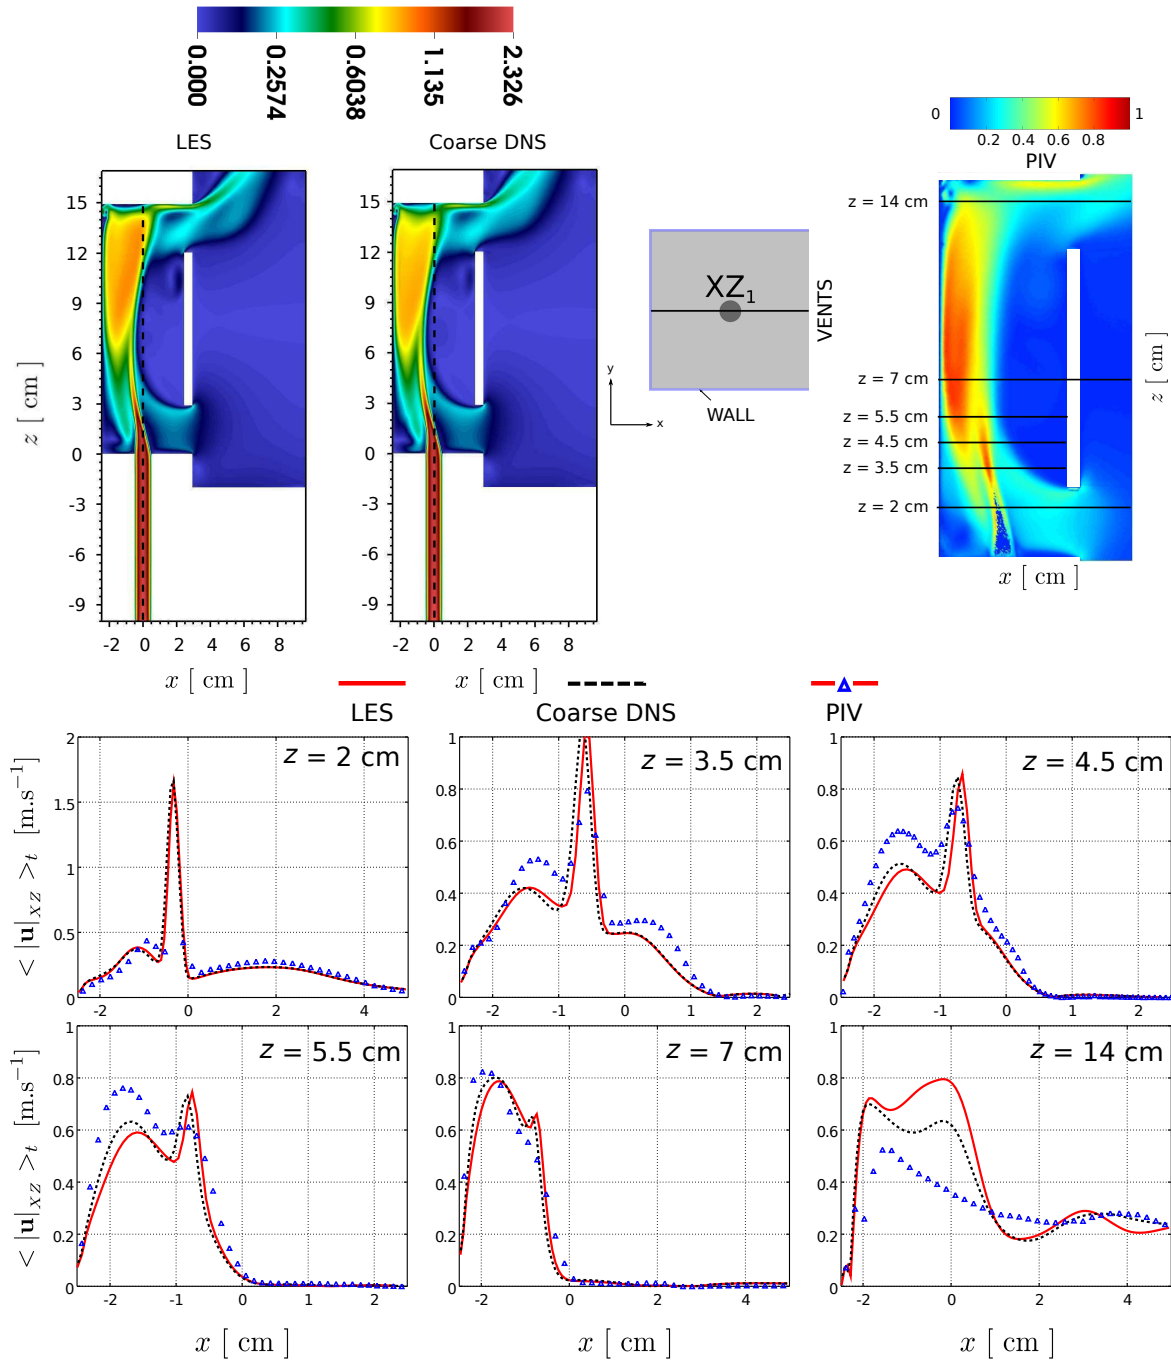 0.000 0.2574 0.6038 1.135 2.326
LES
Coarse DNS
0 0.2 0.4 0.6 0.8 1
PIV
15
12
9
6
3
0
-3
-6
-9
z [ cm ]
-2 0 2 4 6 8
x [ cm ]
-2 0 2 4 6 8
x [ cm ]
XZ1
VENTS
WALL
y
x
z = 14 cm
z = 7 cm
z = 5.5 cm
z = 4.5 cm
z = 3.5 cm
z = 2 cm
z [ cm ]
x [ cm ]
LES
Coarse DNS
PIV
< |u|XZ >t [m.s−1]
z = 2 cm
2
1.5
1
0.5
0
-2 0 2 4
z = 3.5 cm
1
0.8
0.6
0.4
0.2
0
-2 -1 0 1 2
z = 4.5 cm
1
0.8
0.6
0.4
0.2
0
-2 -1 0 1 2
< |u|XZ >t [m.s−1]
z = 5.5 cm
1
0.8
0.6
0.4
0.2
0
-2 -1 0 1 2
x [ cm ]
z = 7 cm
1
0.8
0.6
0.4
0.2
0
-2 0 2 4
x [ cm ]
z = 14 cm
1
0.8
0.6
0.4
0.2
0
-2 0 2 4
x [ cm ]